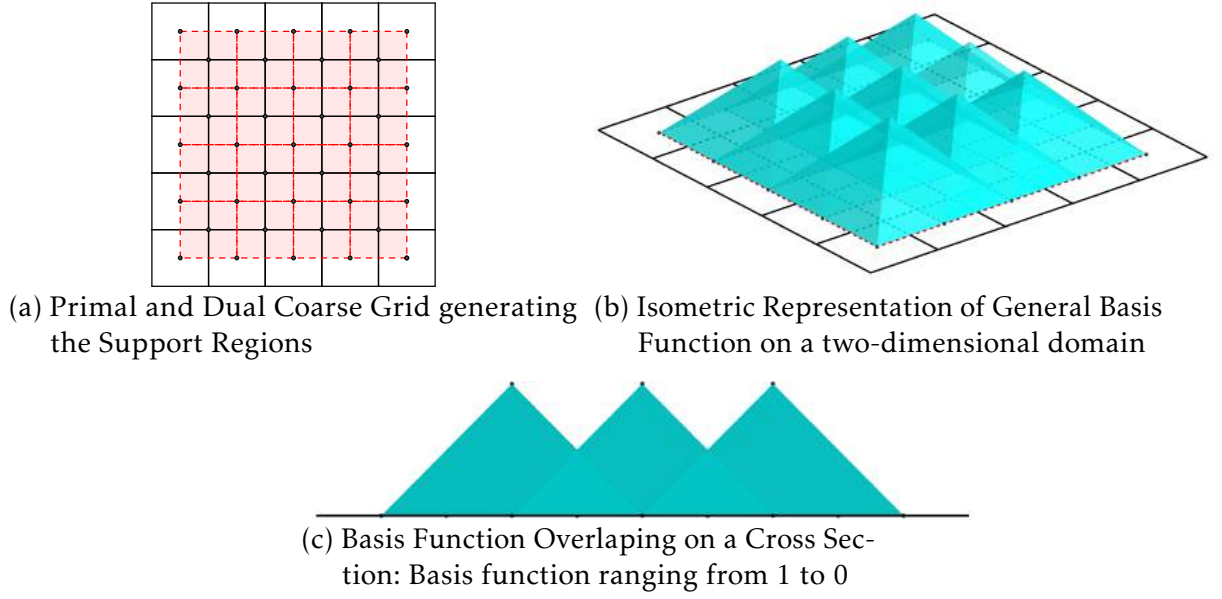 (a) Primal and Dual Coarse Grid generating
the Support Regions
(b) Isometric Representation of General Basis
Function on a two-dimensional domain
(c) Basis Function Overlaping on a Cross Sec-
tion: Basis function ranging from 1 to 0